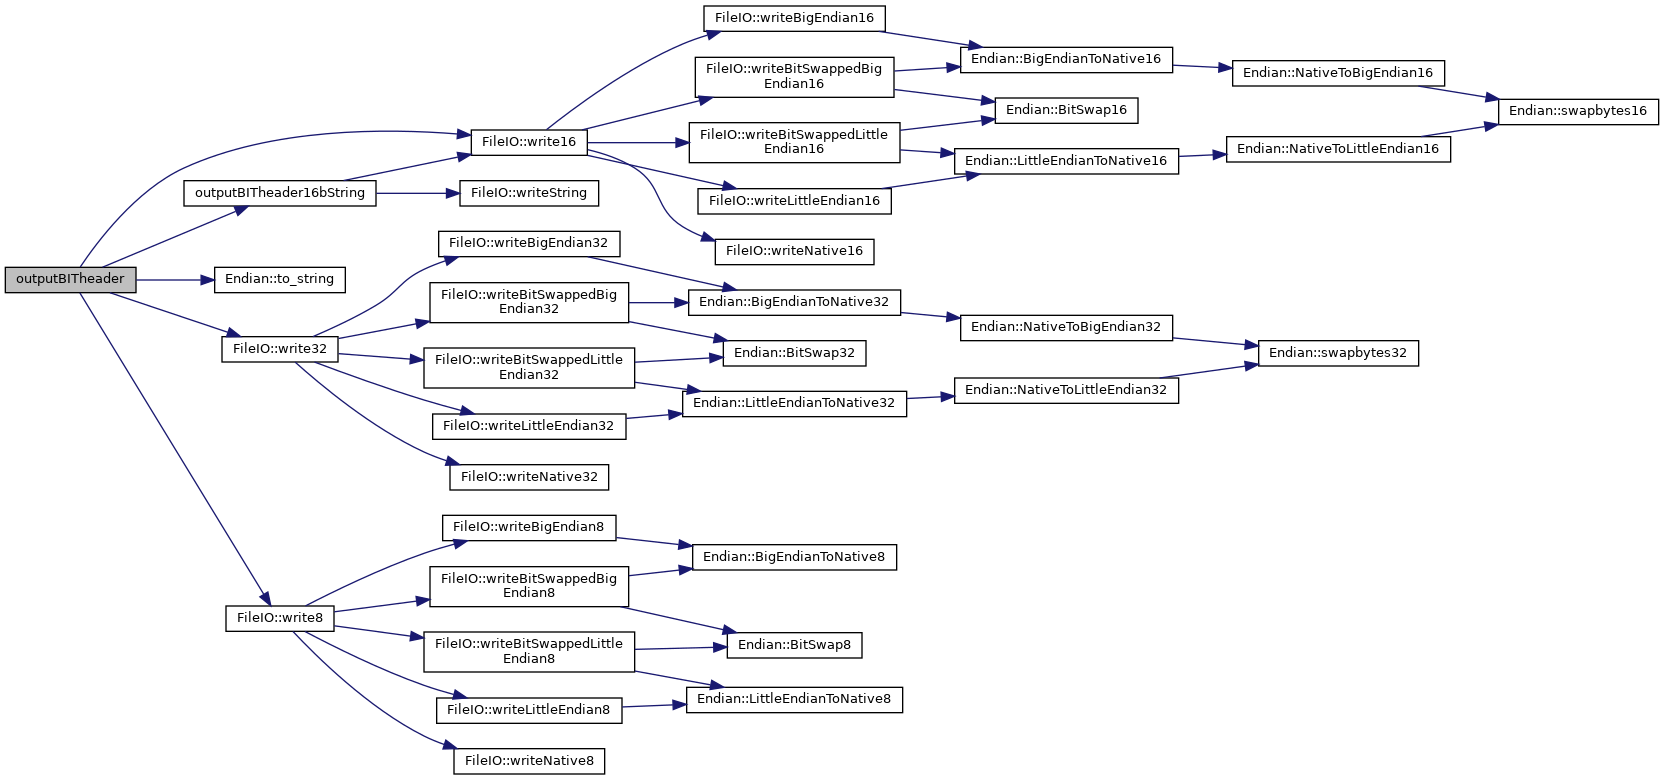 FileIO::writeBigEndian16
FileIO::writeBitSwappedBig
Endian16
FileIO::writeBitSwappedLittle
Endian16
FileIO::writeLittleEndian16
FileIO::writeNative16
Endian::BigEndianToNative16
Endian::BitSwap16
Endian::LittleEndianToNative16
Endian::NativeToBigEndian16
Endian::NativeToLittleEndian16
Endian::swapbytes16
FileIO::write16
outputBITheader16bString
FileIO::writeString
outputBITheader
Endian::to_string
FileIO::write32
FileIO::writeBigEndian32
FileIO::writeBitSwappedBig
Endian32
FileIO::writeBitSwappedLittle
Endian32
FileIO::writeLittleEndian32
FileIO::writeNative32
Endian::BigEndianToNative32
Endian::BitSwap32
Endian::LittleEndianToNative32
Endian::NativeToBigEndian32
Endian::NativeToLittleEndian32
Endian::swapbytes32
FileIO::write8
FileIO::writeBigEndian8
FileIO::writeBitSwappedBig
Endian8
FileIO::writeBitSwappedLittle
Endian8
FileIO::writeLittleEndian8
FileIO::writeNative8
Endian::BigEndianToNative8
Endian::BitSwap8
Endian::LittleEndianToNative8